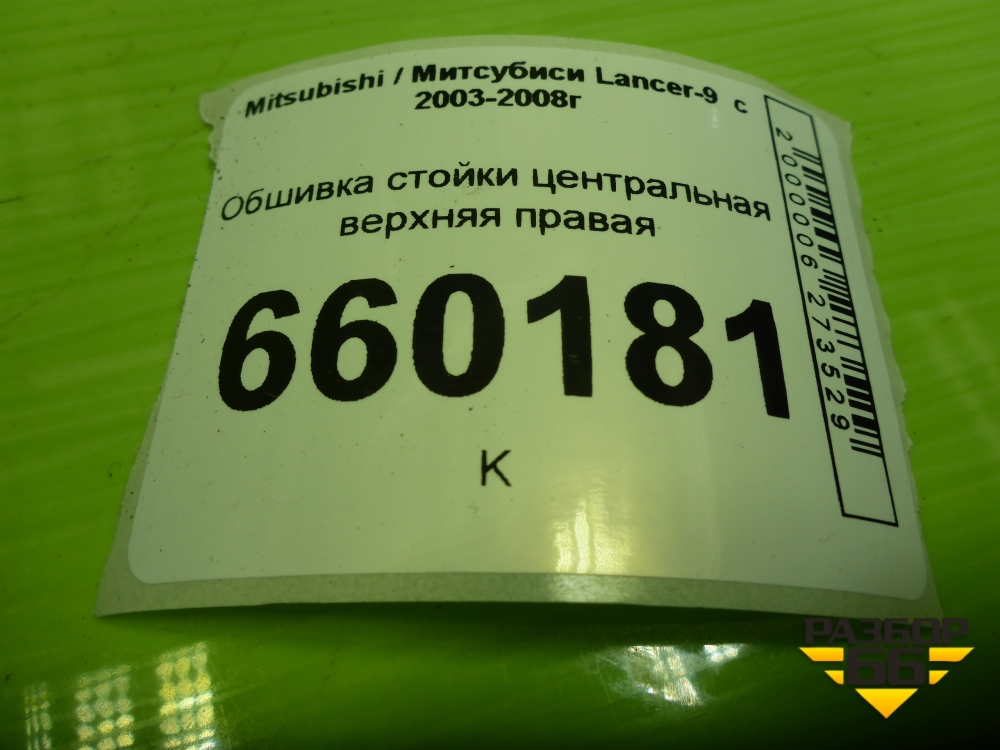 Mitsubishi / Митсубиси Lancer-9 с
2003-2008г
Обшивка стойки центральная
верхняя правая
660181
К
2000006273529
РАЗБОР
66